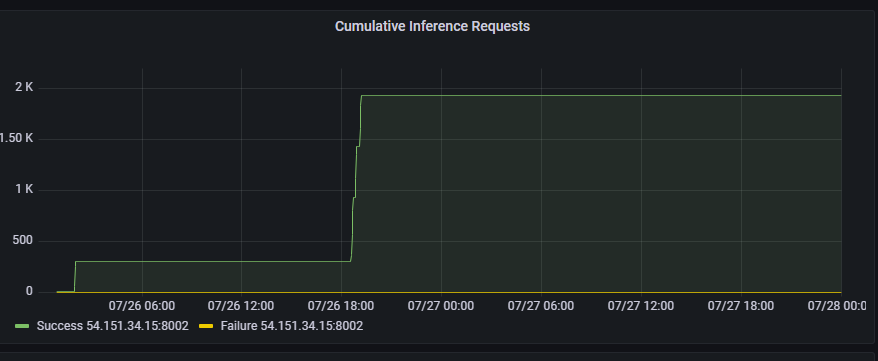 Cumulative Inference Requests
2 K
1.50 K
1 K
500
0
07/26 06:00 07/26 12:00 07/26 18:00 07/27 00:00 07/27 06:00 07/27 12:00 07/27 18:00 07/28 00:0
Success 54.151.34.15:8002 Failure 54.151.34.15:8002